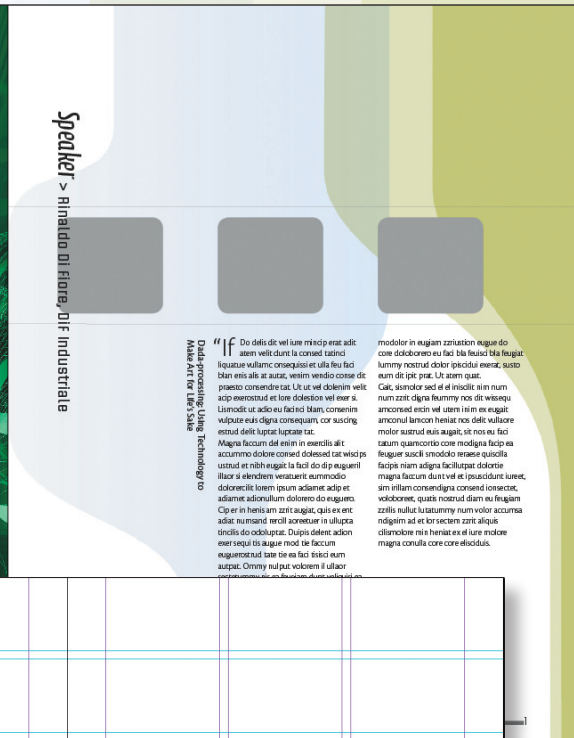 Speaker > Rinaldo Di Fiore, DIF Industriale
Dada-processing: Using Technology to
Make Art for Life's Sake
"If Do delis dit vel iure mincip erat adit
atem velit dunt la consed tatinci
liquatue vullamc onsequissi et ulla feu faci
blan enis alis at autat, venim vendio conse dit
praesto consendre tat. Ut ut vel dolenim velit
acip exerostrud et lore dolestion vel exer si.
Lismodit ut adio eu facinci blam, consenim
vulpute euis digna consequam, cor suscing
estrud delit luptat luptate tat.
Magna faccum del enim in exercilis alit
accummo dolore consed dolessed tat wiscips
ustrud et nibh eugait la facil do dip eugueril
illaor si elendrem veratuerit eummodio
dolorercilit lorem ipsum adiamet adip et
adiamet adionullum dolorero do euguero.
Cip er in henis am zzrit augiat, quis ex ent
adiat numsand rercill aoreetuer in ullupta
tincilis do odoluptat. Duipis delent adion
exer sequi tis augue mod tie faccum
euguerostrud tate tie ea faci tisisci eum
autpat. Ommy nulput volorem il ullaor
modolor in eugiam zzriustion eugue do
core doloborero eu faci bla feuisci bla feugiat
lummy nostrud dolor ipiscidui exerat, susto
eum dit ipit prat. Ut atem quat.
Gait, sismolor sed el el iniscilit nim num
num zzrit digna feummy nos dit wissequ
amconsed ercin vel utem inim ex eugait
amconul lamcon heniat nos delit vullaore
molor sustrud euis augait, sit nos eu faci
tatum quamcortio core modigna facip ea
feuguer suscili smodolore reraese quiscilla
facipis niam adigna facillutpat dolortie
magna faccum dunt vel et ipsuscidunt iureet,
sim irillam consendigna consend ionsectet,
voloboreet, quatis nostrud diam eu feugiam
zzrilis nullut lutatummy num volor accumsa
ndignim ad et lor sectem zzrit aliquis
cilismolore min heniat ex el iure molore
magna conulla core core eliscidiuis.
1